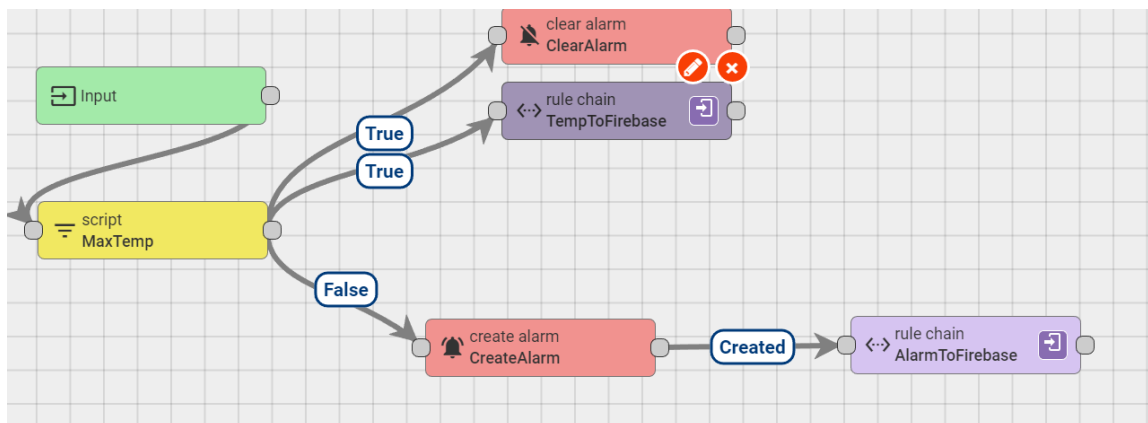 clear alarm
ClearAlarm
Input
rule chain
TempToFirebase
True
True
script
MaxTemp
False
create alarm
CreateAlarm
Created
rule chain
AlarmToFirebase